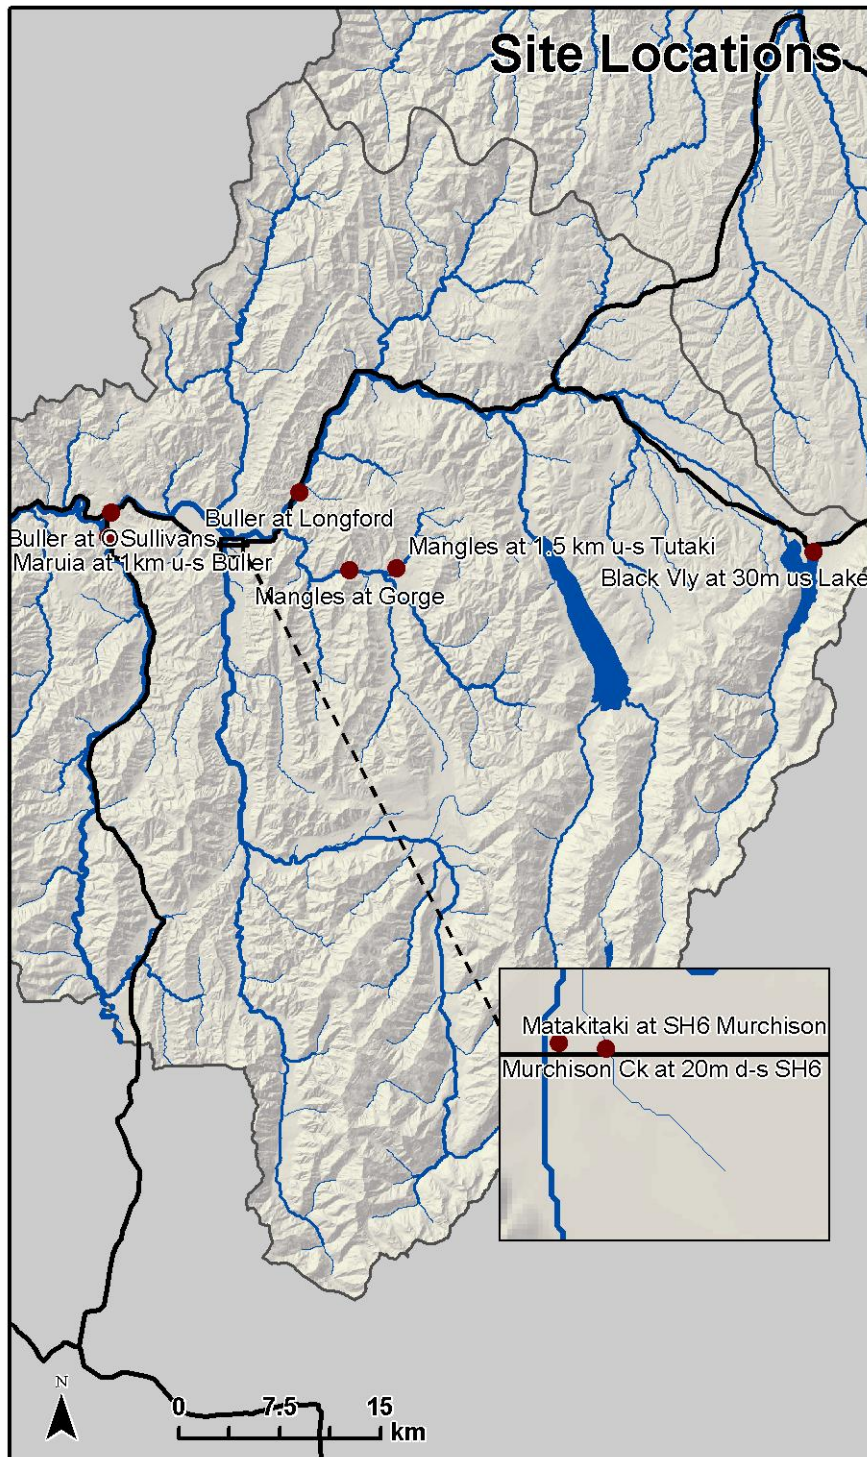 Site Locations
Buller at Longford
Buller at OSullivans
Maruia at 1km u-s Buller
Mangles at 1.5 km u-s Tutaki
Black Vly at 30m us Lake
Mangles at Gorge
Matakitaki at SH6 Murchison
Murchison Ck at 20m d-s SH6
N
0 7.5 15
km